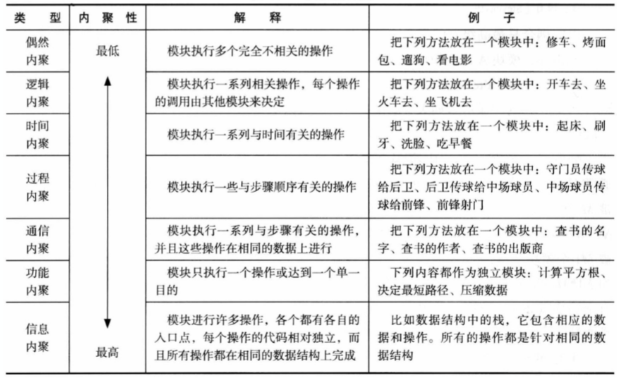 类 型 内 聚 性 解 释 例 子
偶然
内聚
最低
模块执行多个完全不相关的操作
把下列方法放在一个模块中:修车、烤面
包、遛狗、看电影
逻辑
内聚
模块执行一系列相关操作,每个操作
的调用由其他模块来决定
把下列方法放在一个模块中:开车去、坐
火车去、坐飞机去
时间
内聚
模块执行一系列与时间有关的操作
把下列方法放在一个模块中:起床、刷
牙、洗脸、吃早餐
过程
内聚
模块执行一些与步骤顺序有关的操作
把下列方法放在一个模块中:守门员传球
给后卫、后卫传球给中场球员、中场球员传
球给前锋、前锋射门
通信
内聚
模块执行一系列与步骤有关的操作,
并且这些操作在相同的数据上进行
把下列方法放在一个模块中:查书的名
字、查书的作者、查书的出版商
功能
内聚
模块只执行一个操作或达到一个单一
目的
下列内容都作为独立模块:计算平方根、
决定最短路径、压缩数据
信息
内聚
最高
模块进行许多操作,各个都有各自的
入口点,每个操作的代码相对独立,而
且所有操作都在相同的数据结构上完成
比如数据结构中的栈,它包含相应的数
据和操作。所有的操作都是针对相同的数
据结构